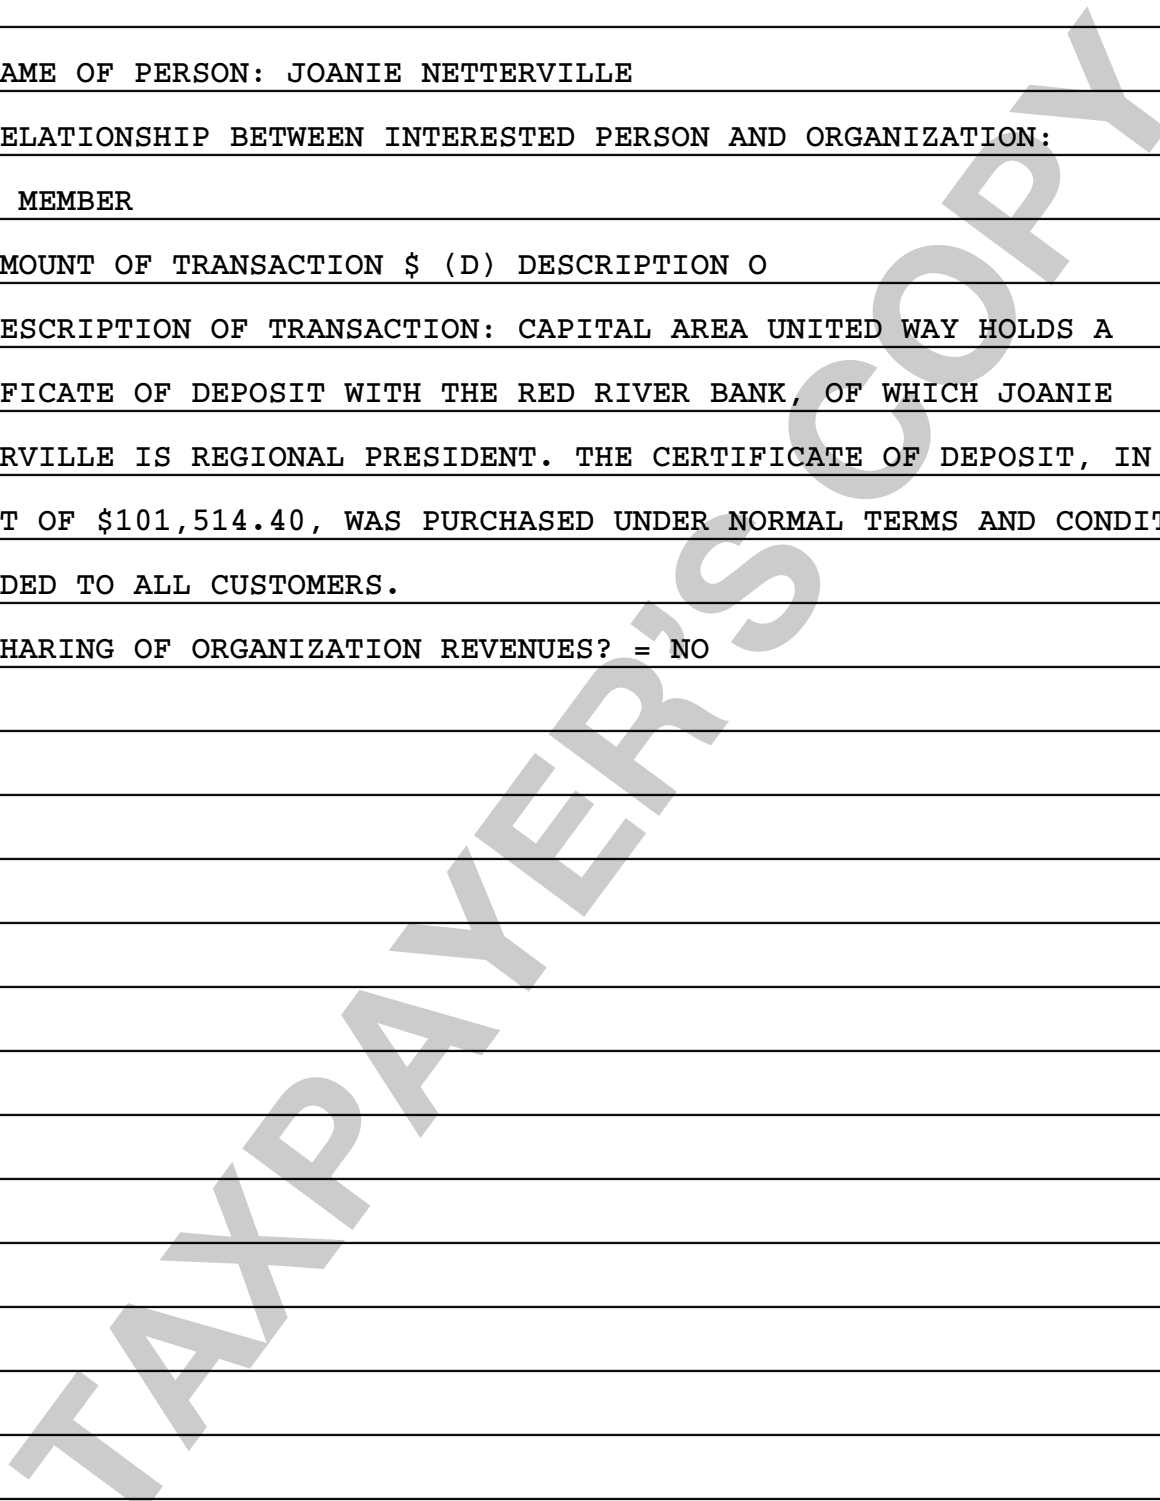 AME OF PERSON: JOANIE NETTERVILLE
ELATIONSHIP BETWEEN INTERESTED PERSON AND ORGANIZATION:
MEMBER
MOUNT OF TRANSACTION $ (D) DESCRIPTION O
ESCRIPTION OF TRANSACTION: CAPITAL AREA UNITED WAY HOLDS A
FICATE OF DEPOSIT WITH THE RED RIVER BANK, OF WHICH JOANIE
RVILLE IS REGIONAL PRESIDENT. THE CERTIFICATE OF DEPOSIT, IN
T OF $101,514.40, WAS PURCHASED UNDER NORMAL TERMS AND CONDIT
DED TO ALL CUSTOMERS.
HARING OF ORGANIZATION REVENUES? = NO
TAXPAYER'S COPY